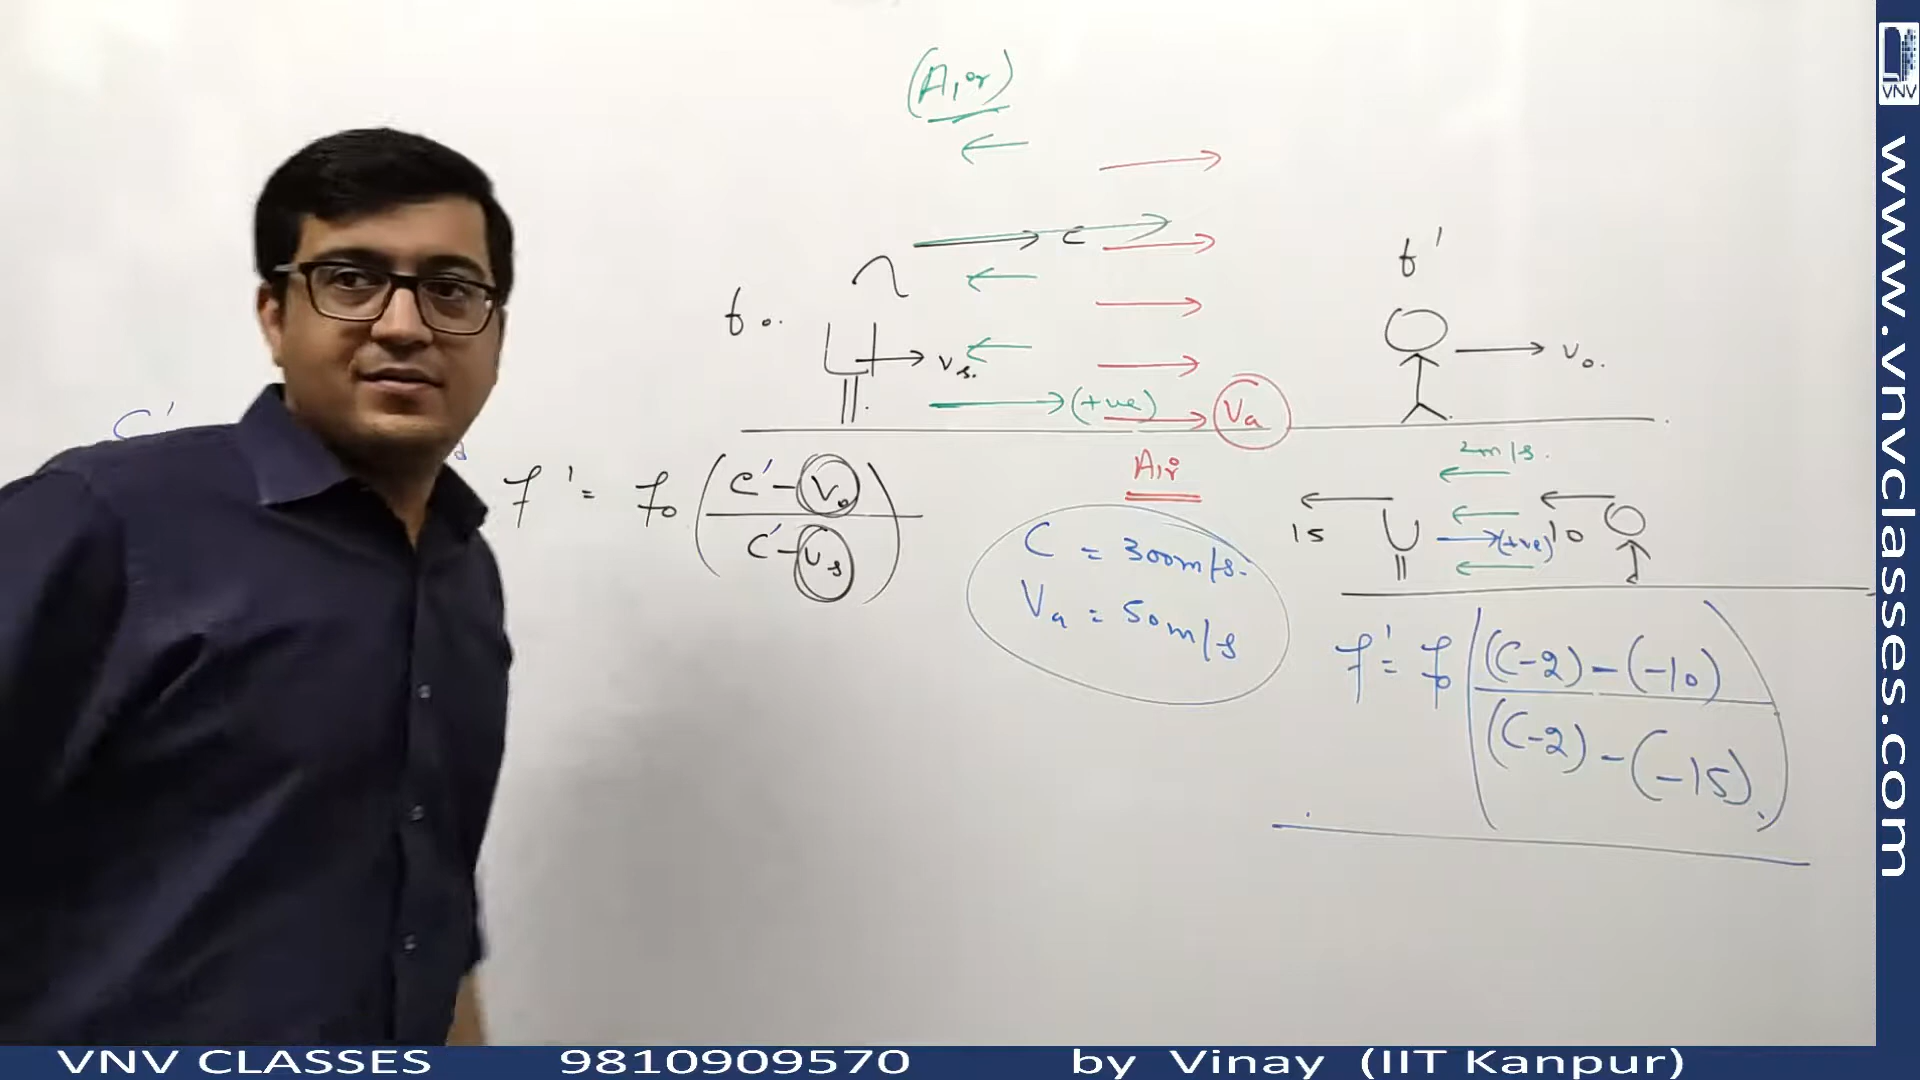 (Air)
c
f'
f₀.
vₛ.
v₀.
(+ve)
Vₐ
Air
C'
f' = f₀ (C' - V₀ / C' - vₛ)
C = 300m/s.
Vₐ = 50m/s
2m/s.
15
(+ve)
10
f' = f₀ ((C-2) - (-10) / (C-2) - (-15))
VNV
www.vnvclasses.com
VNV CLASSES 9810909570 by Vinay (IIT Kanpur)